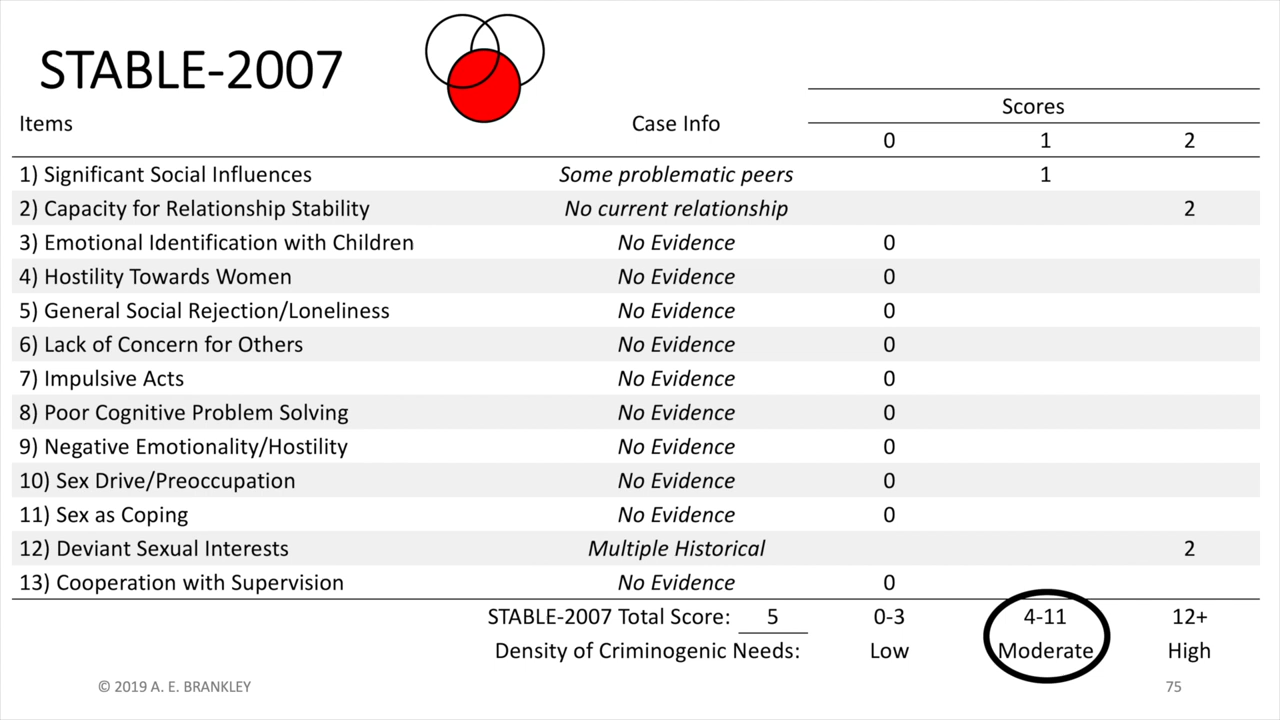 STABLE-2007
Scores
Items Case Info
0 1 2
1) Significant Social Influences Some problematic peers 1
2) Capacity for Relationship Stability No current relationship 2
3) Emotional Identification with Children No Evidence 0
4) Hostility Towards Women No Evidence 0
5) General Social Rejection/Loneliness No Evidence 0
6) Lack of Concern for Others No Evidence 0
7) Impulsive Acts No Evidence 0
8) Poor Cognitive Problem Solving No Evidence 0
9) Negative Emotionality/Hostility No Evidence 0
10) Sex Drive/Preoccupation No Evidence 0
11) Sex as Coping No Evidence 0
12) Deviant Sexual Interests Multiple Historical 2
13) Cooperation with Supervision No Evidence 0
STABLE-2007 Total Score: 5 0-3 4-11 12+
Density of Criminogenic Needs: Low Moderate High
© 2019 A. E. BRANKLEY 75